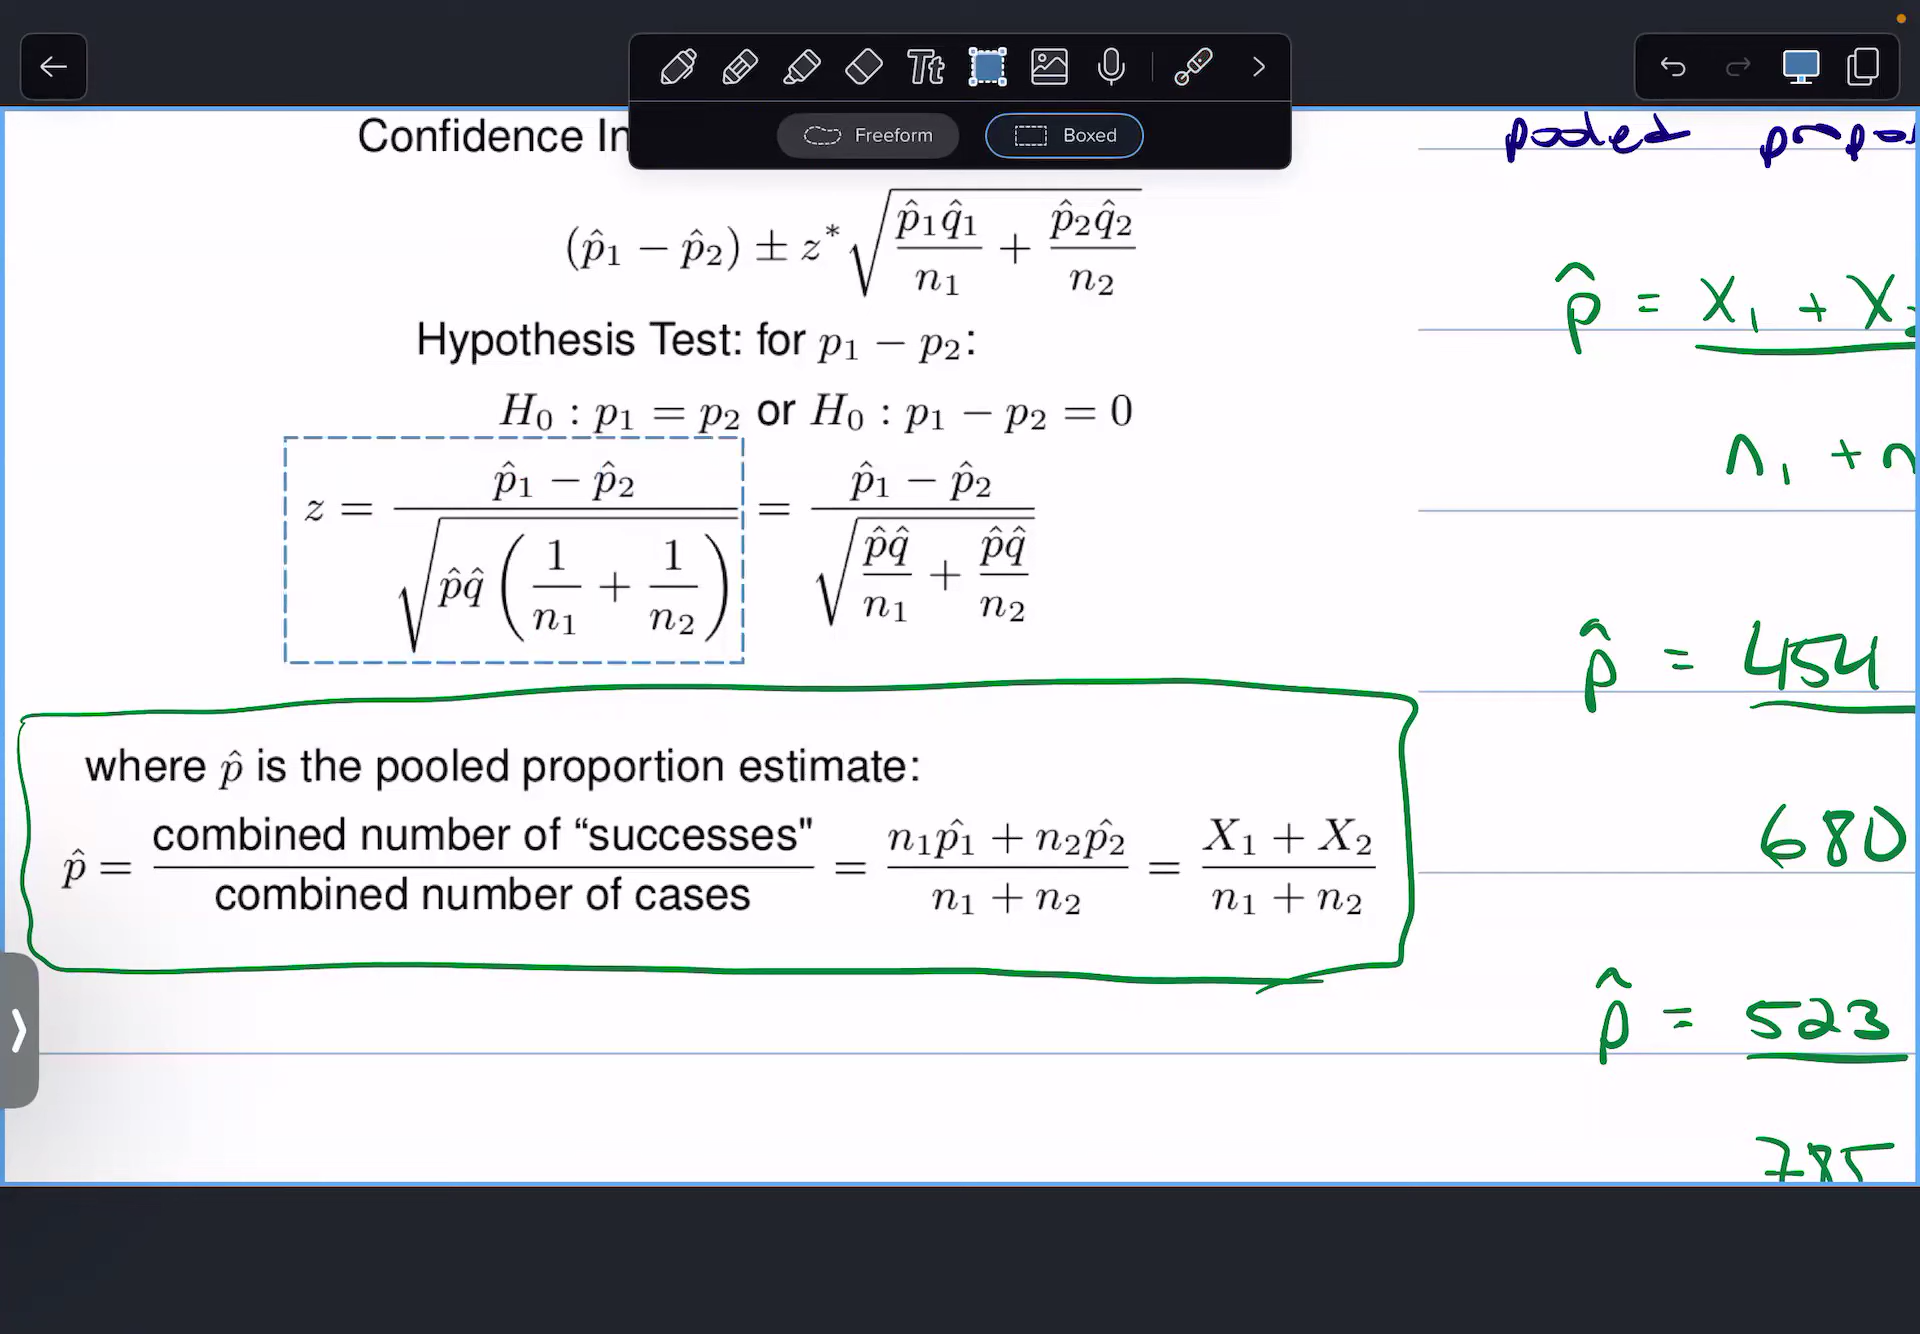 Tt
Freeform
Boxed
Confidence In
(p̂₁ − p̂₂) ± z* √(p̂₁q̂₁/n₁ + p̂₂q̂₂/n₂)
Hypothesis Test: for p₁ − p₂:
H₀ : p₁ = p₂ or H₀ : p₁ − p₂ = 0
z = (p̂₁ − p̂₂)/√(p̂q̂(1/n₁ + 1/n₂)) = (p̂₁ − p̂₂)/√(p̂q̂/n₁ + p̂q̂/n₂)
where p̂ is the pooled proportion estimate:
p̂ = combined number of “successes"/combined number of cases = (n₁p̂₁ + n₂p̂₂)/(n₁ + n₂) = (X₁ + X₂)/(n₁ + n₂)
pooled propo
p̂ = X₁ + X₂
n₁ + n
p̂ = 454
680
p̂ = 523
785